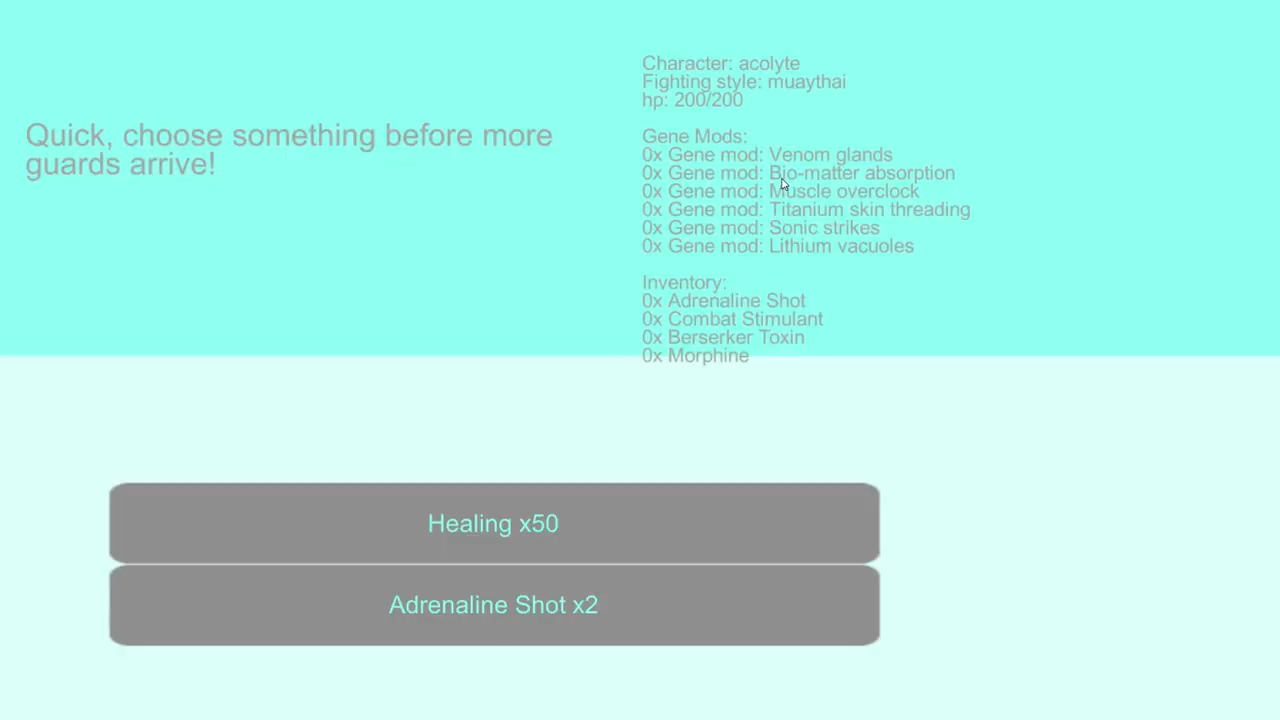 Quick, choose something before more
guards arrive!
Character: acolyte
Fighting style: muaythai
hp: 200/200
Gene Mods:
0x Gene mod: Venom glands
0x Gene mod: Bio-matter absorption
0x Gene mod: Muscle overclock
0x Gene mod: Titanium skin threading
0x Gene mod: Sonic strikes
0x Gene mod: Lithium vacuoles
Inventory:
0x Adrenaline Shot
0x Combat Stimulant
0x Berserker Toxin
0x Morphine
Healing x50
Adrenaline Shot x2